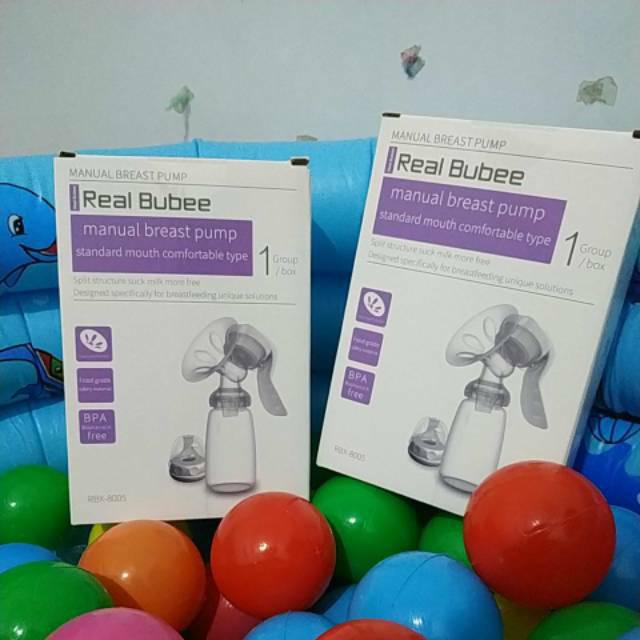 MANUAL BREAST PUMP
Real Bubee
manual breast pump
standard mouth comfortable type
1 Group / box
Split structure suck milk more free
Designed specifically for breastfeeding unique solutions
Food grade
BPA
free
RBX-8005
MANUAL BREAST PUMP
Real Bubee
manual breast pump
standard mouth comfortable type
1 Group / box
Split structure suck milk more free
Designed specifically for breastfeeding unique solutions
Food grade
BPA
free
RBX-8005